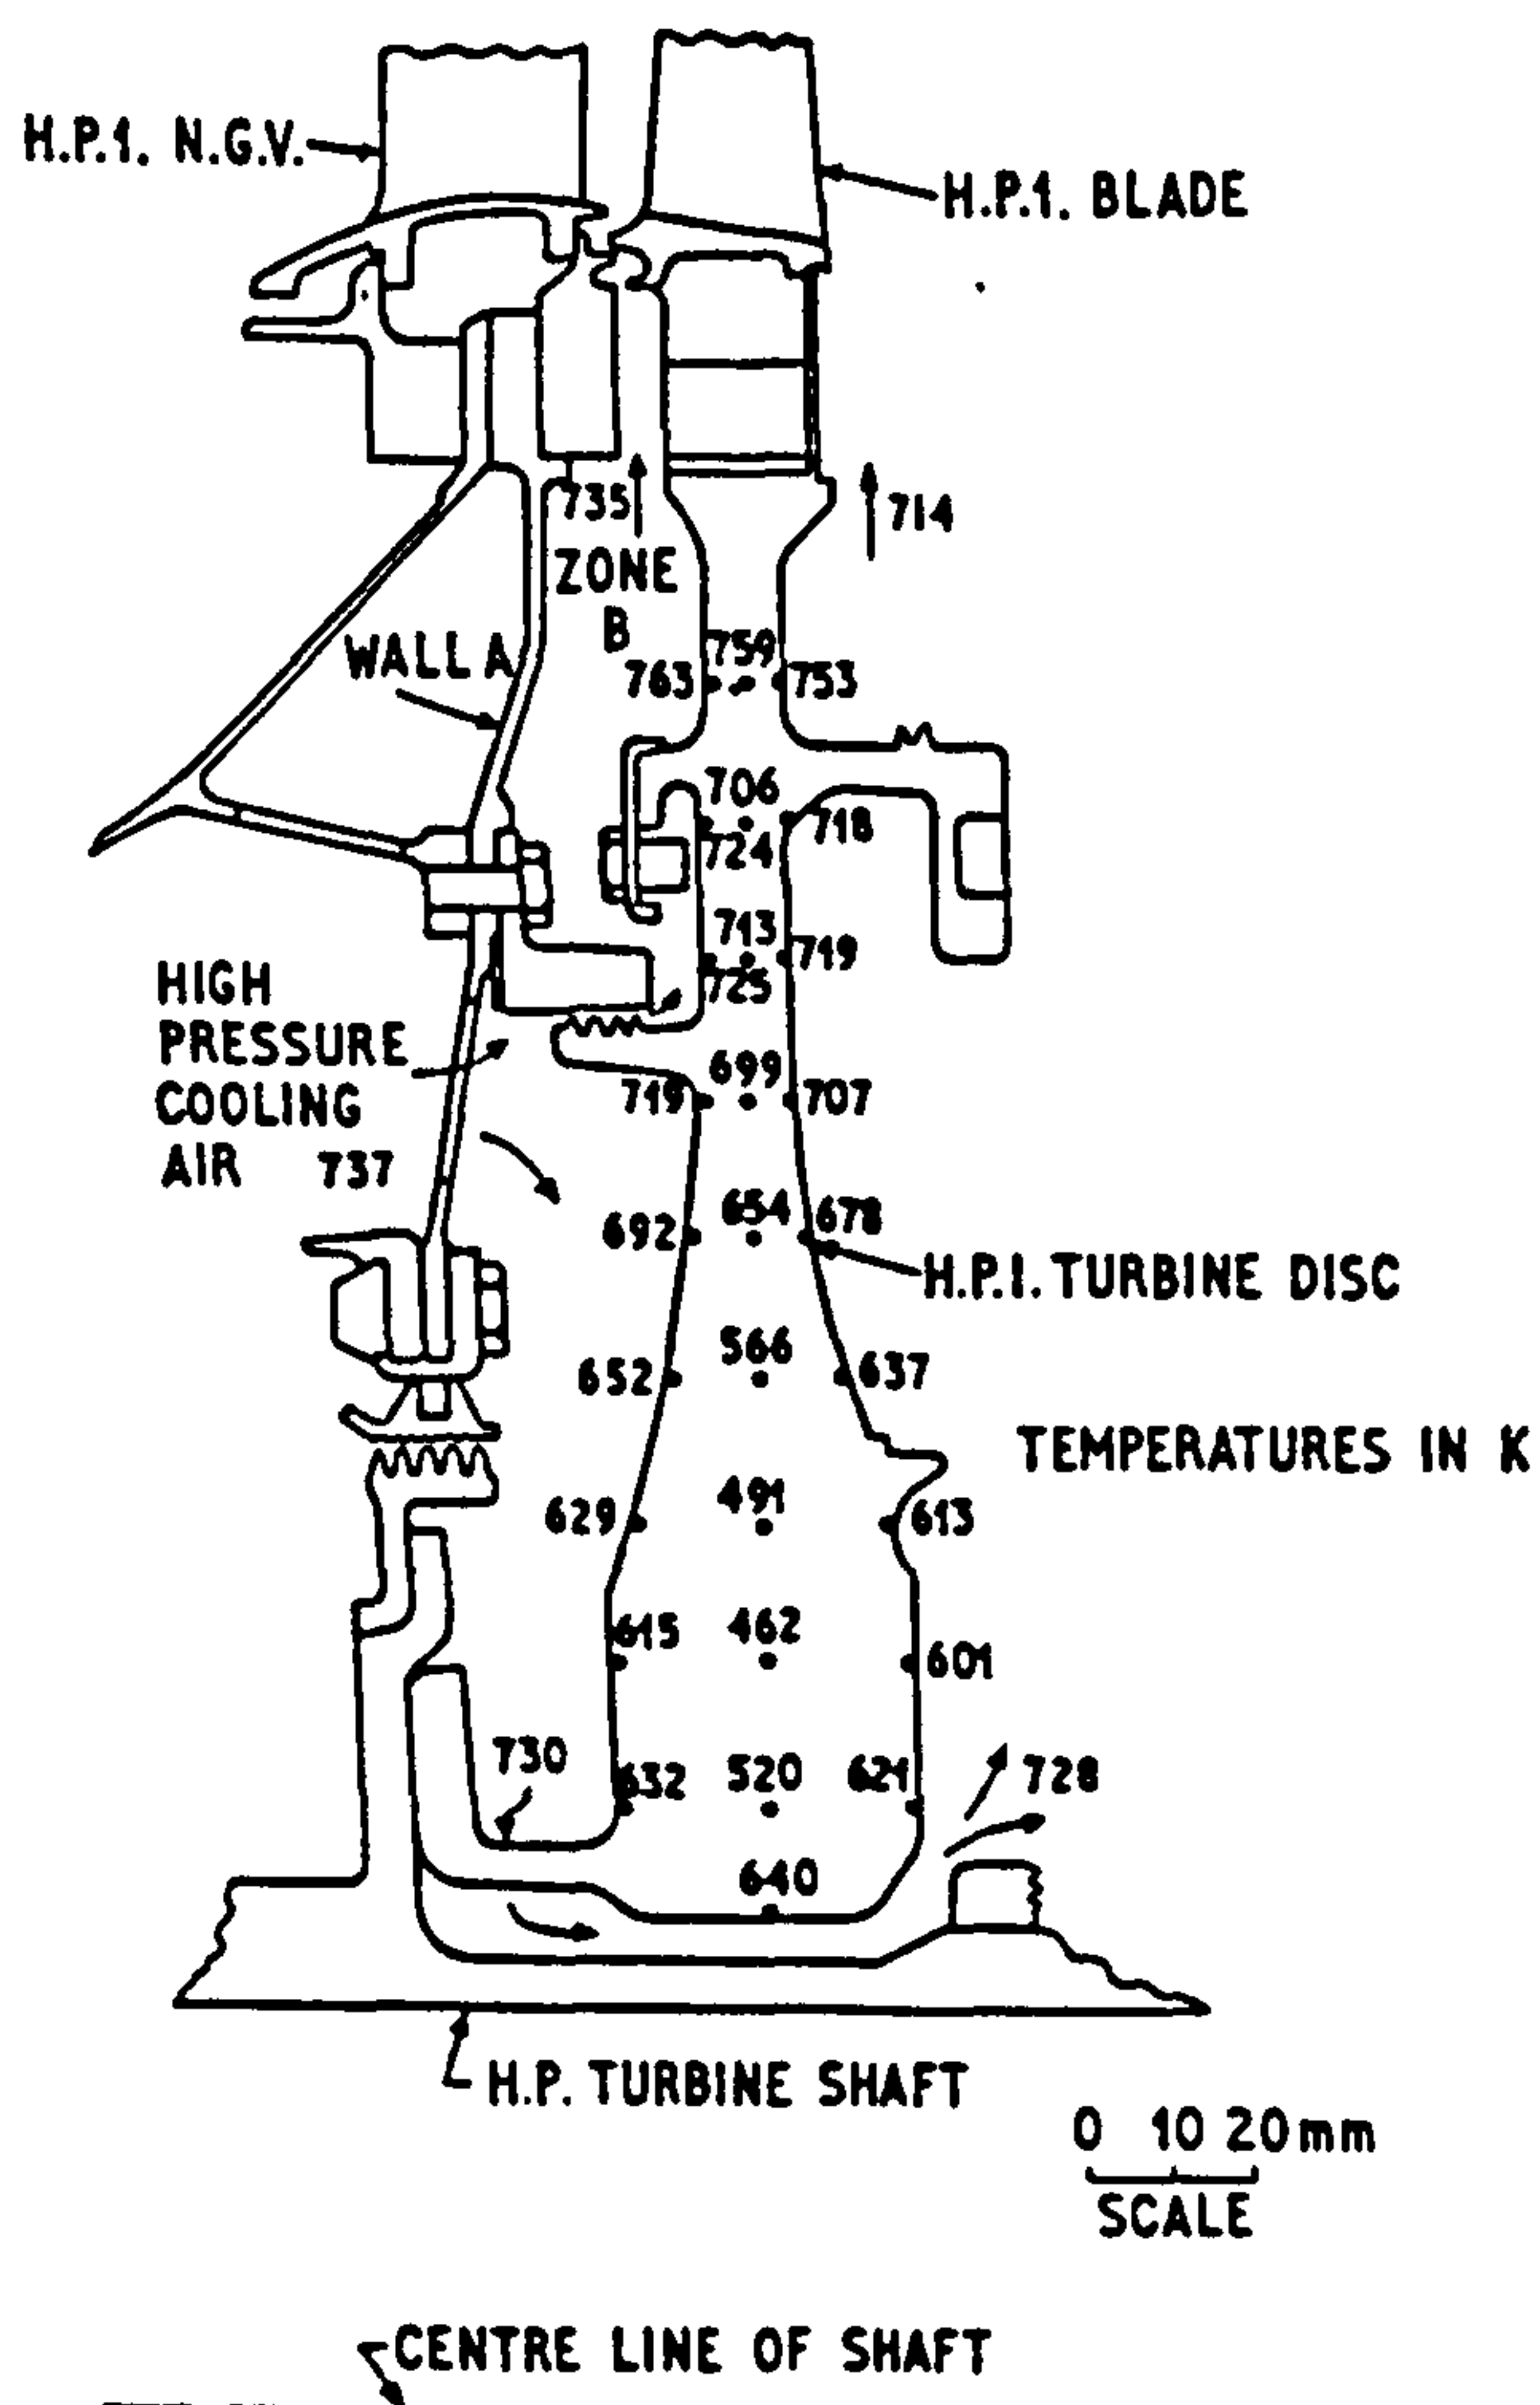 H.P.1. N.G.V.
H.P.1. BLADE
735
714
ZONE
B
WALL A
759
763
753
706
718
724
713
719
725
HIGH
PRESSURE
COOLING
AIR 737
699
719
707
654
692
678
H.P.I. TURBINE DISC
566
652
637
TEMPERATURES IN K
491
629
613
615
462
601
730
632
520
621
728
640
H.P. TURBINE SHAFT
0 10 20mm
SCALE
CENTRE LINE OF SHAFT